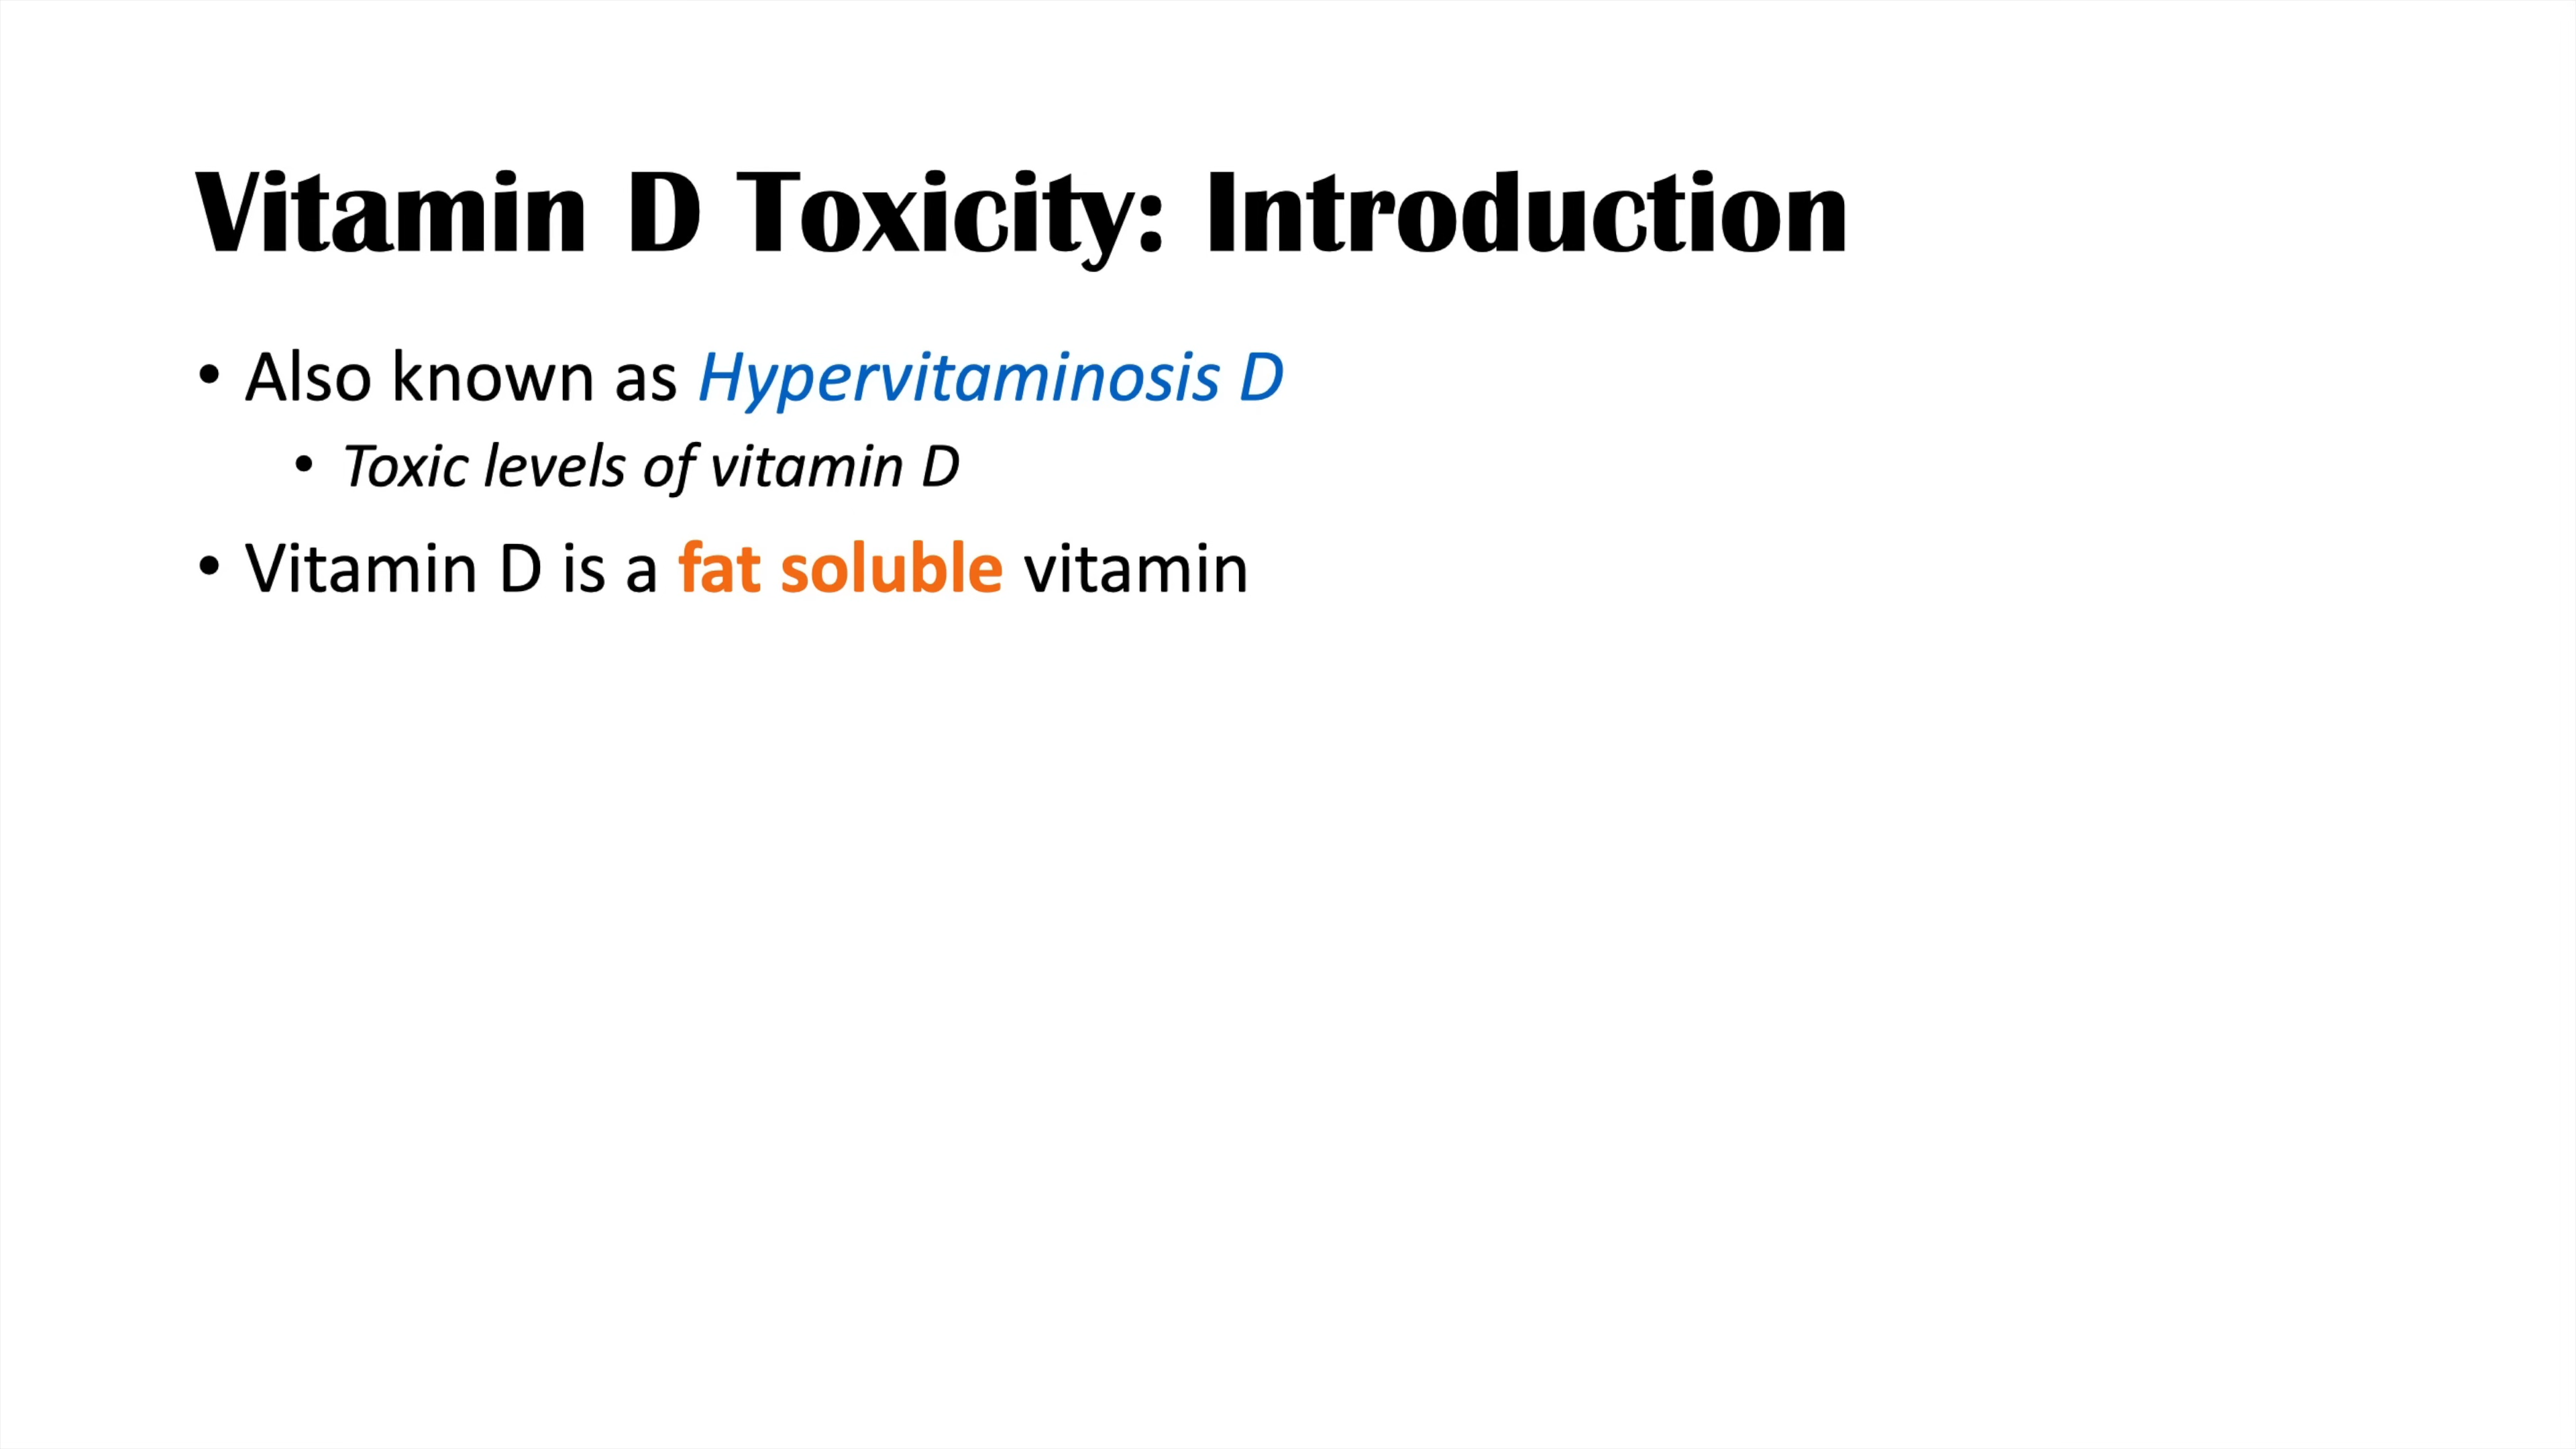 Vitamin D Toxicity: Introduction
• Also known as Hypervitaminosis D
• Toxic levels of vitamin D
• Vitamin D is a fat soluble vitamin